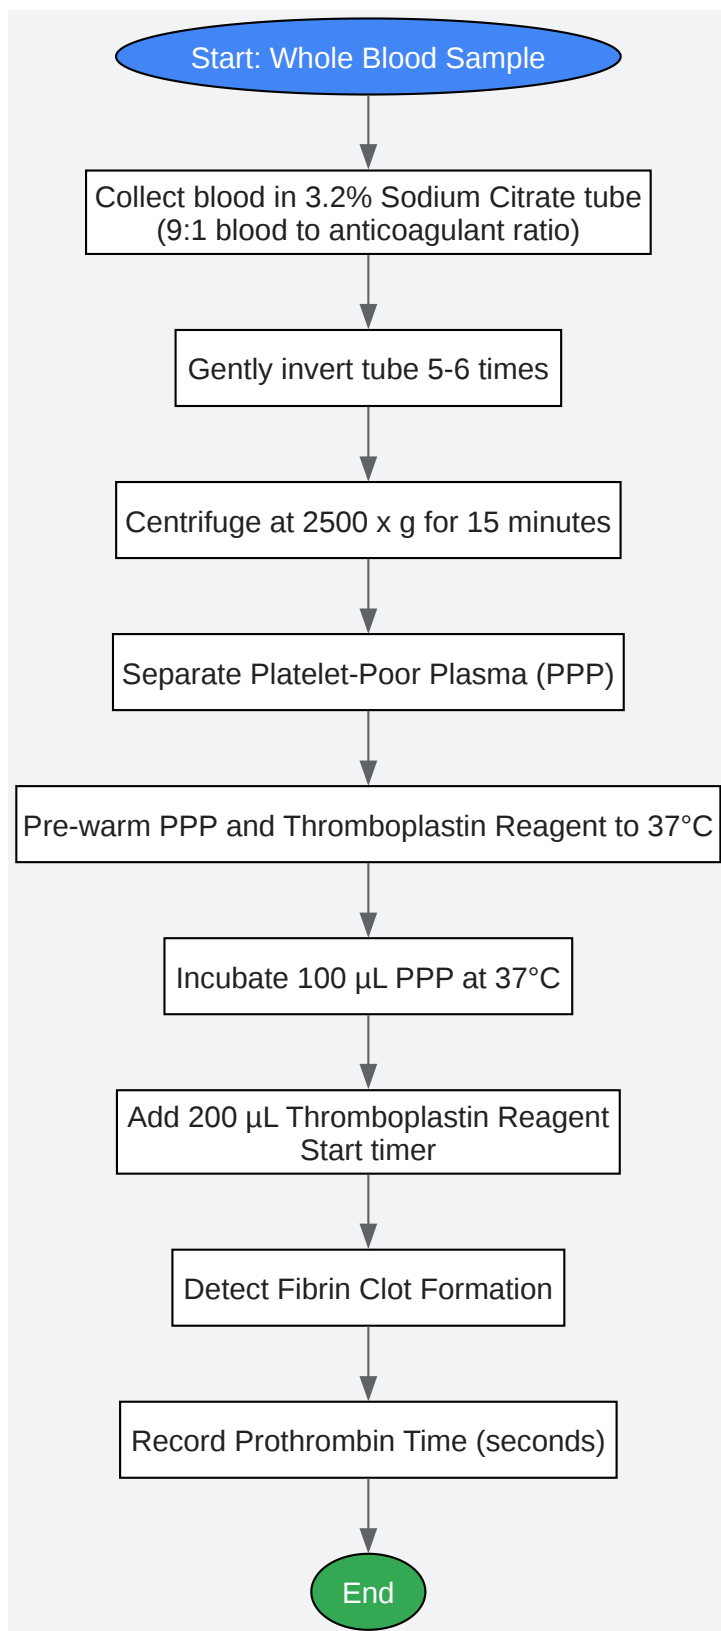 Start: Whole Blood Sample
Collect blood in 3.2% Sodium Citrate tube
(9:1 blood to anticoagulant ratio)
Gently invert tube 5-6 times
Centrifuge at 2500 x g for 15 minutes
Separate Platelet-Poor Plasma (PPP)
Pre-warm PPP and Thromboplastin Reagent to 37°C
Incubate 100 µL PPP at 37°C
Add 200 µL Thromboplastin Reagent
Start timer
Detect Fibrin Clot Formation
Record Prothrombin Time (seconds)
End